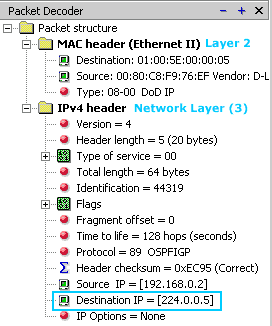 Packet Decoder
Packet structure
MAC header (Ethernet II) Layer 2
Destination: 01:00:5E:00:00:05
Source: 00:80:C8:F9:76:EF Vendor: D-L
Type: 08-00 DoD IP
IPv4 header Network Layer (3)
Version = 4
Header length = 5 (20 bytes)
Type of service = 00
Total length = 64 bytes
Identification = 44319
Flags
Fragment offset = 0
Time to life = 128 hops (seconds)
Protocol = 89 OSPFIGP
Header checksum = 0xEC95 (Correct)
Source IP = [192.168.0.2]
Destination IP = [224.0.0.5]
IP Options = None